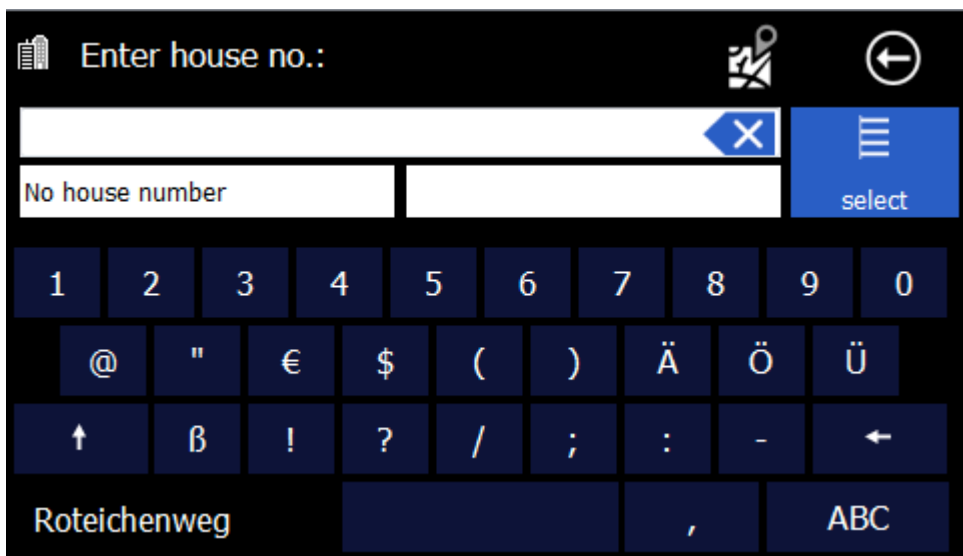 Enter house no.:
No house number
select
1 2 3 4 5 6 7 8 9 0
@ " € $ ( ) Ä Ö Ü
ß ! ? / ; : -
Roteichenweg , ABC